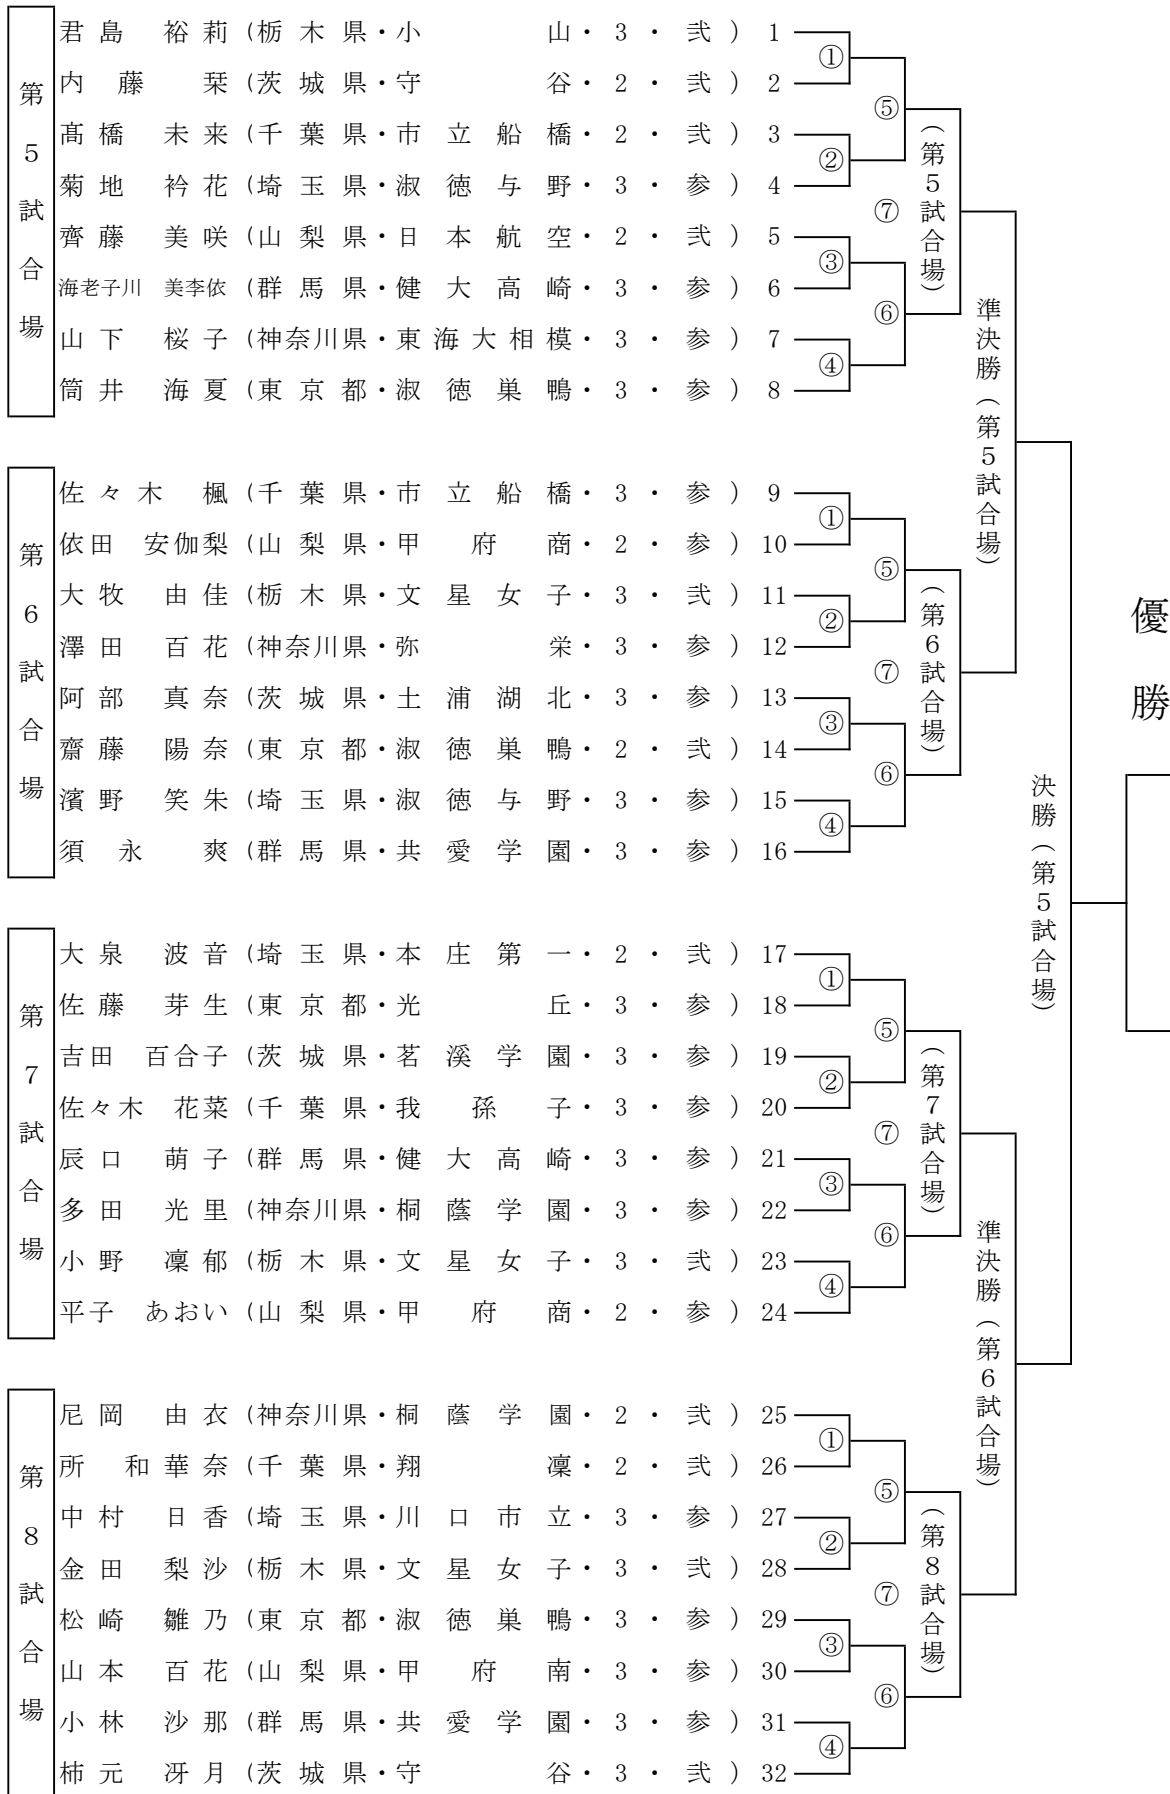 第5試合場
君島 裕莉 (栃木県・小山・3・弐) 1
内藤 栞 (茨城県・守谷・2・弐) 2
髙橋 未来 (千葉県・市立船橋・2・弐) 3
菊地 衿花 (埼玉県・淑徳与野・3・参) 4
齊藤 美咲 (山梨県・日本航空・2・弐) 5
海老子川 美李依 (群馬県・健大高崎・3・参) 6
山下 桜子 (神奈川県・東海大相模・3・参) 7
筒井 海夏 (東京都・淑徳巣鴨・3・参) 8
①
②
③
④
⑤
⑥
⑦
(第5試合場)
第6試合場
佐々木 楓 (千葉県・市立船橋・3・参) 9
依田 安伽梨 (山梨県・甲府商・2・参) 10
大牧 由佳 (栃木県・文星女子・3・弐) 11
澤田 百花 (神奈川県・弥栄・3・参) 12
阿部 真奈 (茨城県・土浦湖北・3・参) 13
齋藤 陽奈 (東京都・淑徳巣鴨・2・弐) 14
濱野 笑朱 (埼玉県・淑徳与野・3・参) 15
須永 爽 (群馬県・共愛学園・3・参) 16
①
②
③
④
⑤
⑥
⑦
(第6試合場)
準決勝(第5試合場)
第7試合場
大泉 波音 (埼玉県・本庄第一・2・弐) 17
佐藤 芽生 (東京都・光丘・3・参) 18
吉田 百合子 (茨城県・茗溪学園・3・参) 19
佐々木 花菜 (千葉県・我孫子・3・参) 20
辰口 萌子 (群馬県・健大高崎・3・参) 21
多田 光里 (神奈川県・桐蔭学園・3・参) 22
小野 凜郁 (栃木県・文星女子・3・弐) 23
平子 あおい (山梨県・甲府商・2・参) 24
①
②
③
④
⑤
⑥
⑦
(第7試合場)
第8試合場
尼岡 由衣 (神奈川県・桐蔭学園・2・弐) 25
所 和華奈 (千葉県・翔凜・2・弐) 26
中村 日香 (埼玉県・川口市立・3・参) 27
金田 梨沙 (栃木県・文星女子・3・弐) 28
松崎 雛乃 (東京都・淑徳巣鴨・3・参) 29
山本 百花 (山梨県・甲府南・3・参) 30
小林 沙那 (群馬県・共愛学園・3・参) 31
柿元 冴月 (茨城県・守谷・3・弐) 32
①
②
③
④
⑤
⑥
⑦
(第8試合場)
準決勝(第6試合場)
決勝(第5試合場)
優勝